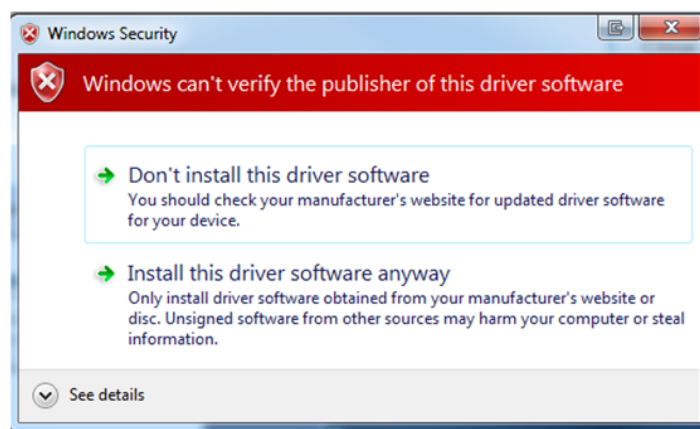 Windows Security
Windows can't verify the publisher of this driver software
Don't install this driver software
You should check your manufacturer's website for updated driver software
for your device.
Install this driver software anyway
Only install driver software obtained from your manufacturer's website or
disc. Unsigned software from other sources may harm your computer or steal
information.
See details